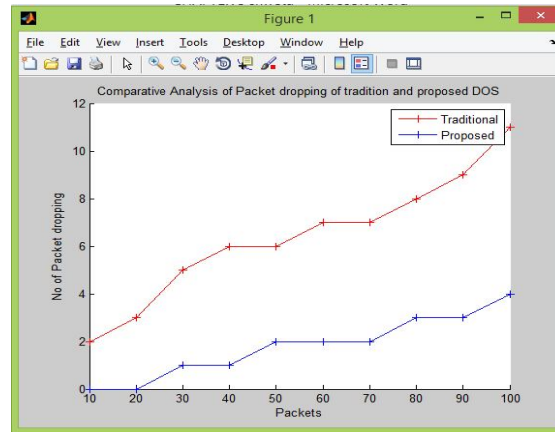 Figure 1
File Edit View Insert Tools Desktop Window Help
Comparative Analysis of Packet dropping of tradition and proposed DOS
Traditional
Proposed
No of Packet dropping
12
10
8
6
4
2
0
10 20 30 40 50 60 70 80 90 100
Packets